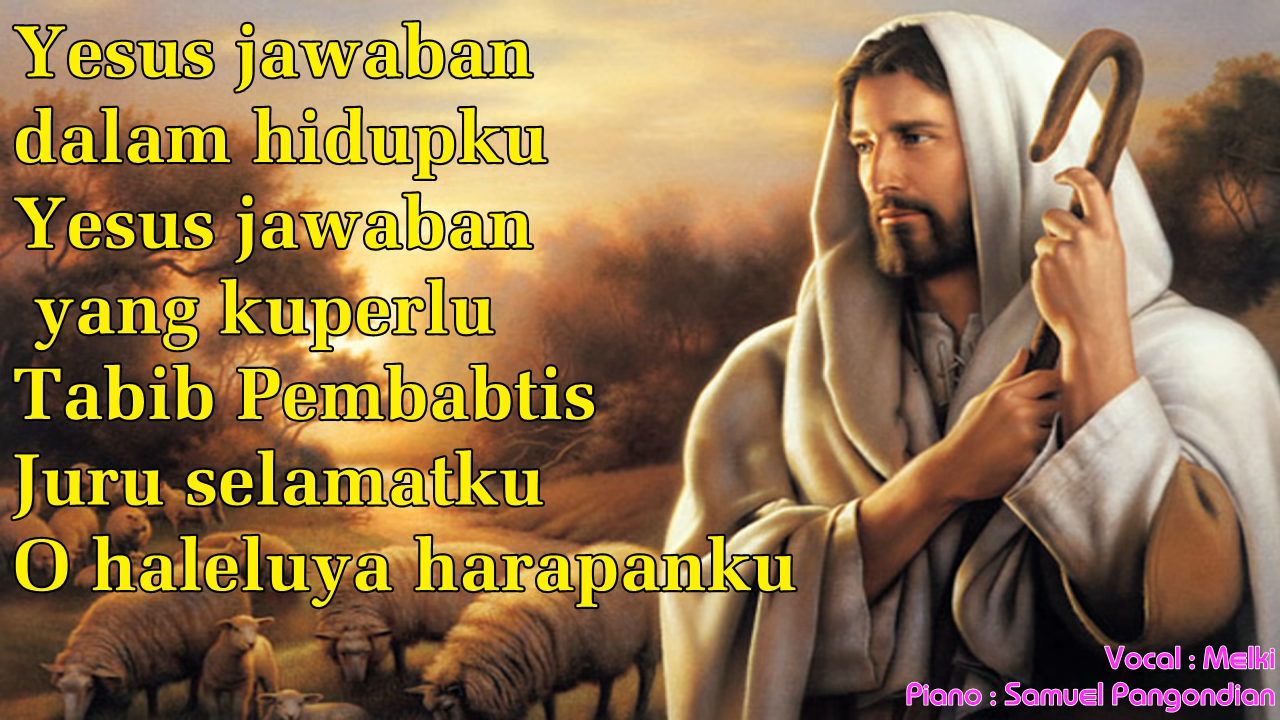 Yesus jawaban
dalam hidupku
Yesus jawaban
yang kuperlu
Tabib Pembabtis
Juru selamatku
O haleluya harapanku
Vocal : Melki
Piano : Samuel Pangondian